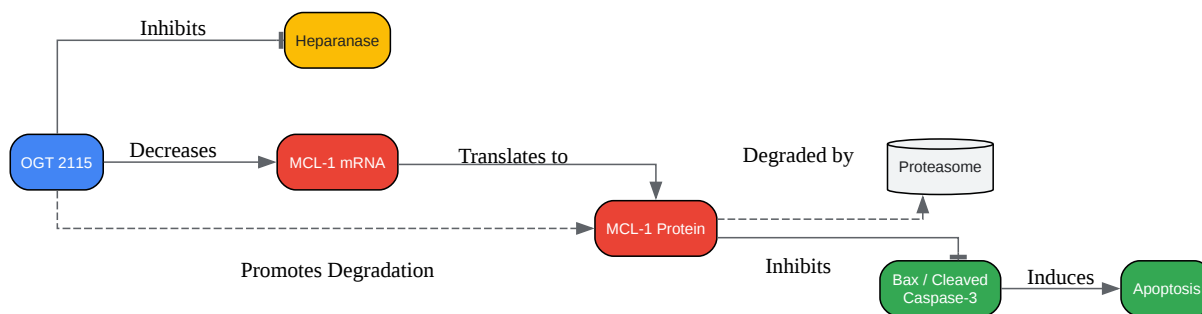 Inhibits
Heparanase
OGT 2115
Decreases
MCL-1 mRNA
Translates to
Degraded by
Proteasome
MCL-1 Protein
Promotes Degradation
Inhibits
Bax / Cleaved
Caspase-3
Induces
Apoptosis